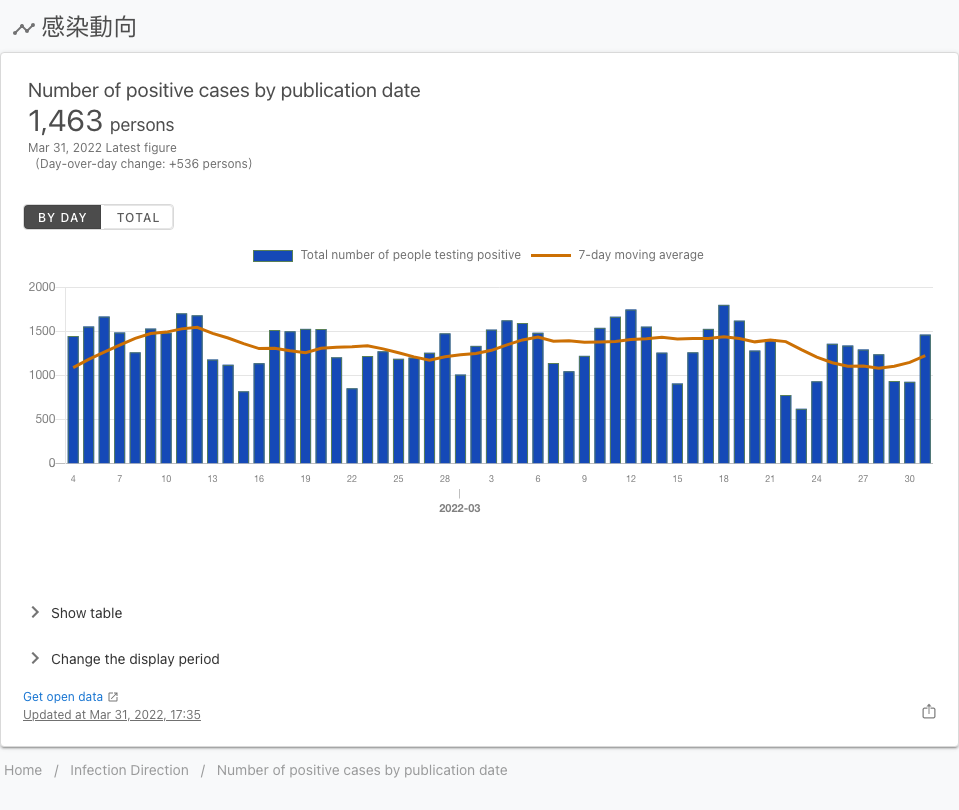 感染動向
Number of positive cases by publication date
1,463 persons
Mar 31, 2022 Latest figure
(Day-over-day change: +536 persons)
BY DAY TOTAL
Total number of people testing positive 7-day moving average
2000
1500
1000
500
0
4 7 10 13 16 19 22 25 28 3 6 9 12 15 18 21 24 27 30
2022-03
Show table
Change the display period
Get open data
Updated at Mar 31, 2022, 17:35
Home / Infection Direction / Number of positive cases by publication date